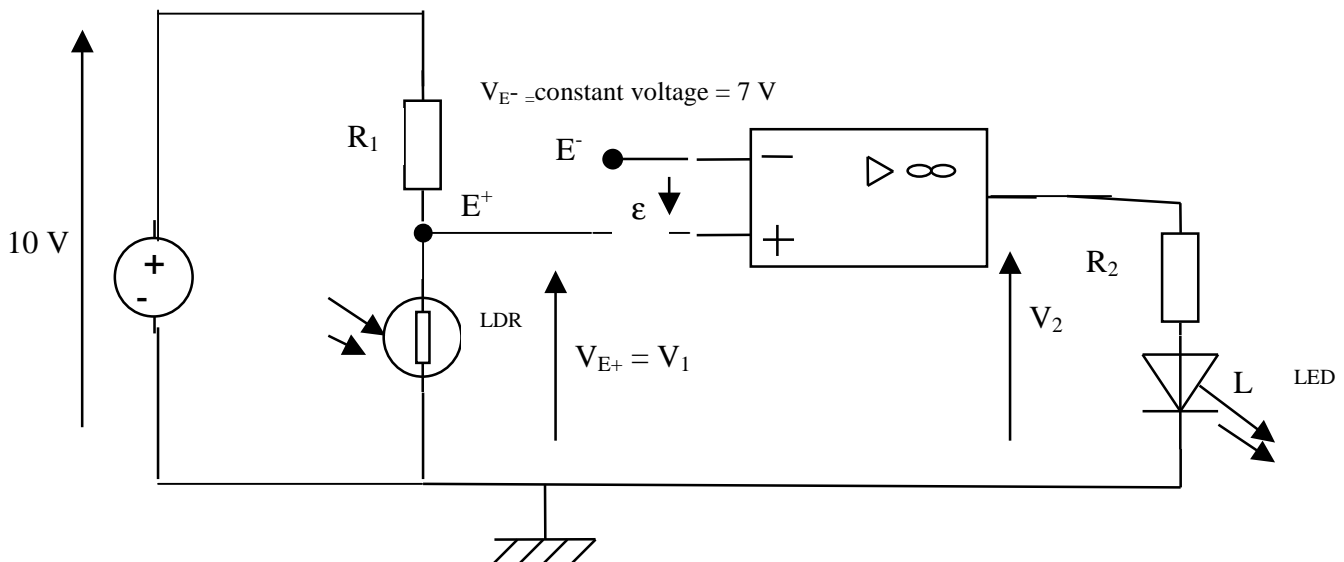 V_E- =constant voltage = 7 V
R₁
E⁻
▷ ∞
−
E⁺
ε
+
10 V
+
-
R₂
LDR
V₂
V_E+ = V₁
L
LED